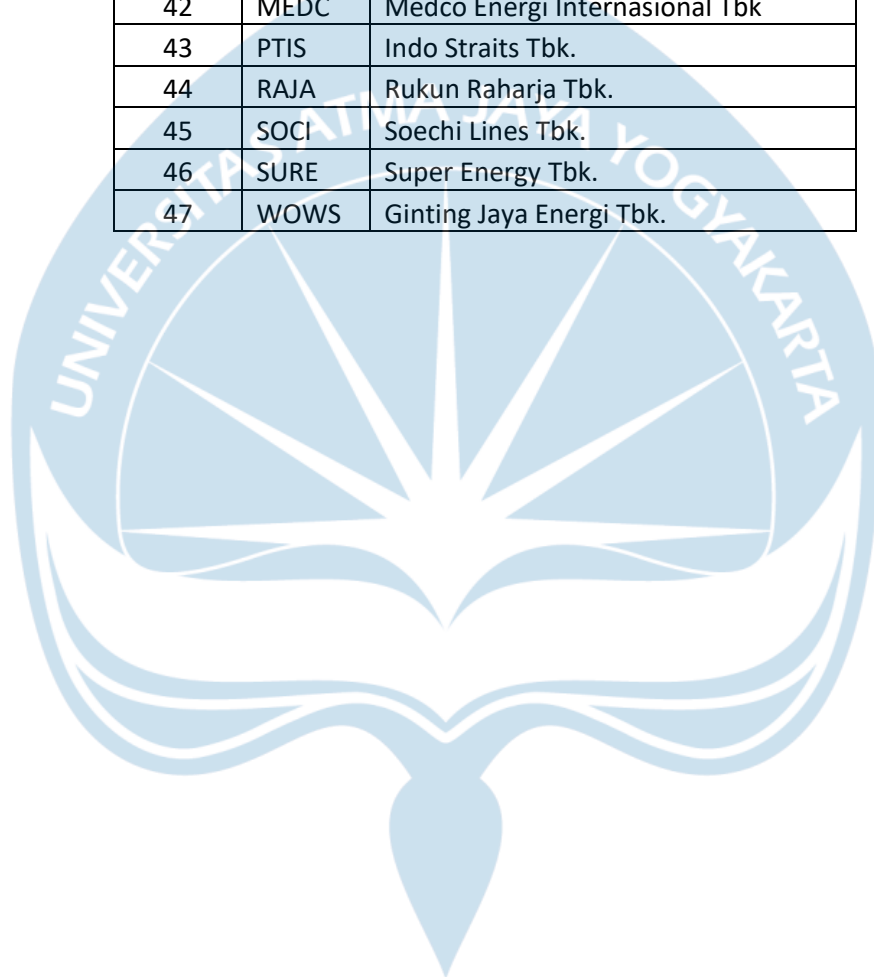 42 MEDC Medco Energi Internasional Tbk
43 PTIS Indo Straits Tbk.
44 RAJA Rukun Raharja Tbk.
45 SOCI Soechi Lines Tbk.
46 SURE Super Energy Tbk.
47 WOWS Ginting Jaya Energi Tbk.
UNIVERSITAS ATMA JAYA YOGYAKARTA